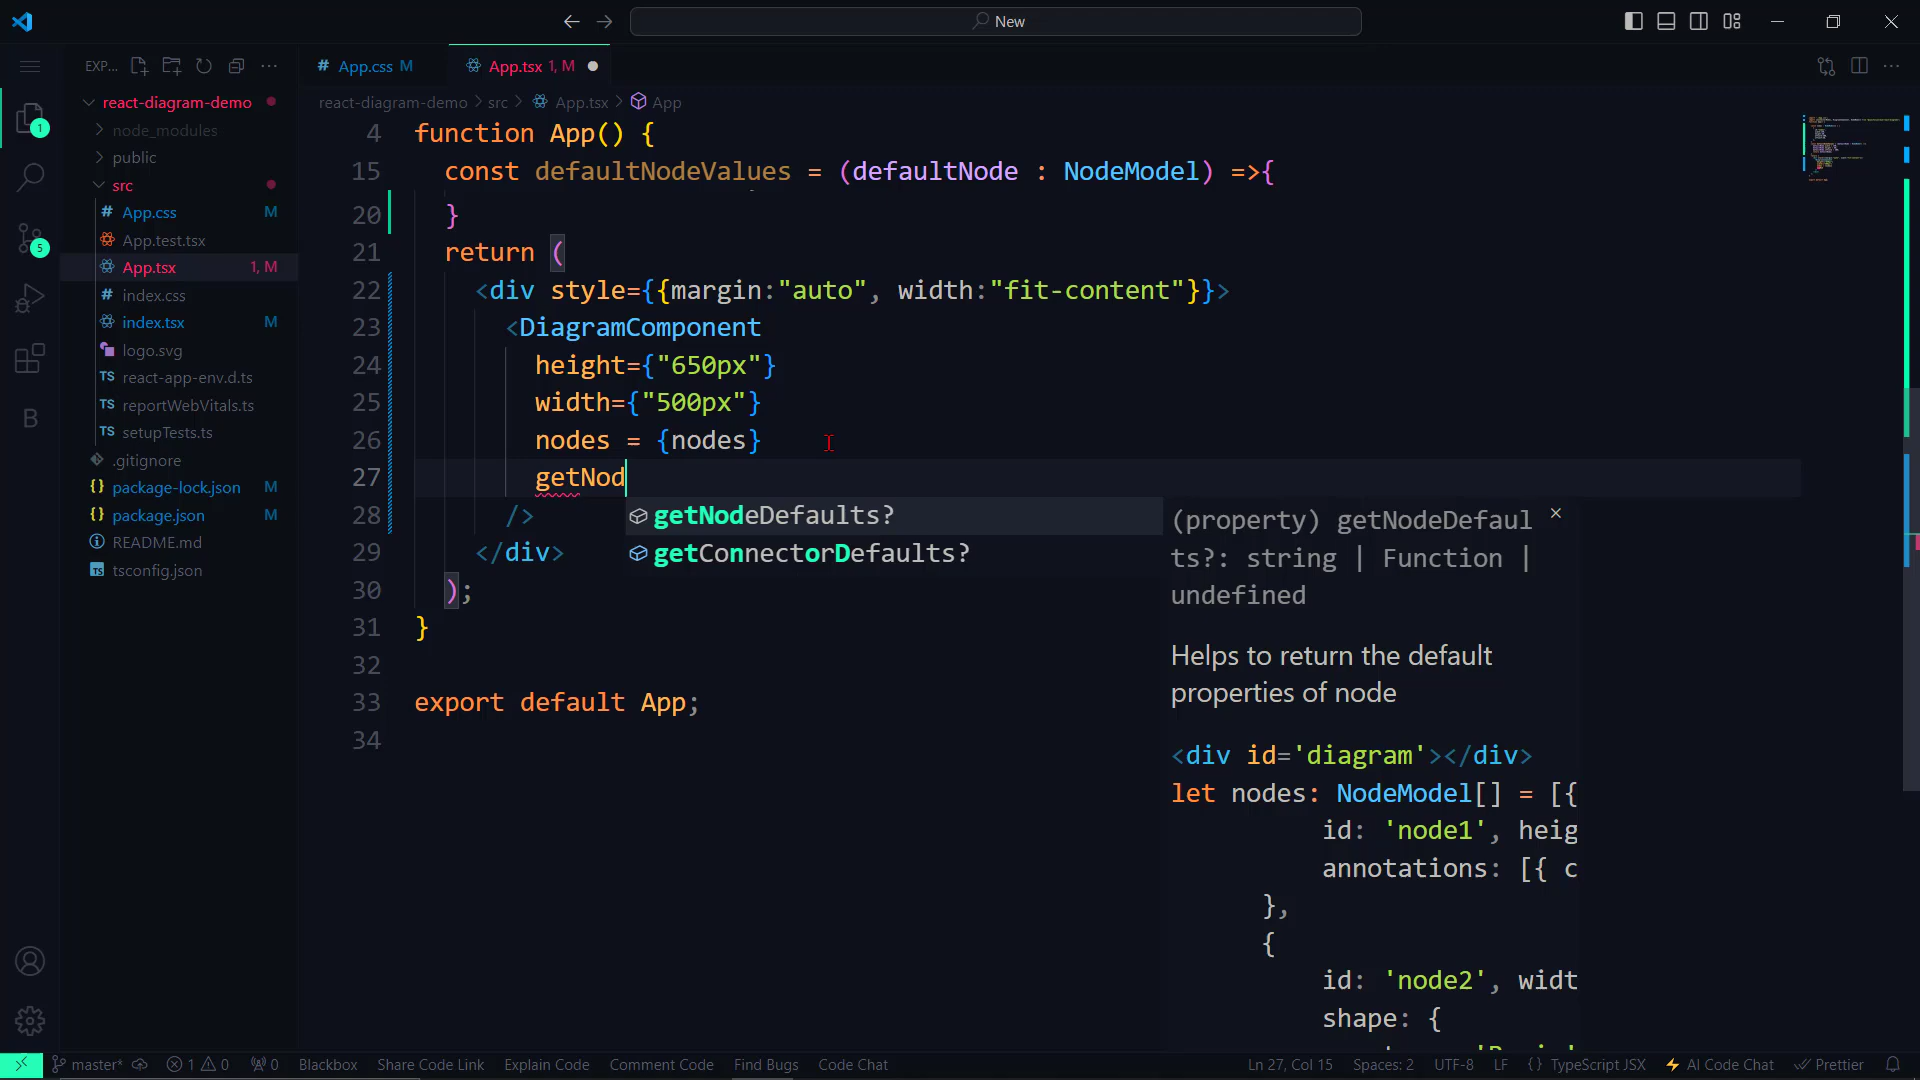 New
EXP...
# App.css M
App.tsx 1, M
react-diagram-demo
node_modules
public
src
# App.css M
App.test.tsx
App.tsx 1, M
# index.css
index.tsx M
logo.svg
TS react-app-env.d.ts
TS reportWebVitals.ts
TS setupTests.ts
.gitignore
{} package-lock.json M
{} package.json M
README.md
TS tsconfig.json
1
5
B
react-diagram-demo > src > App.tsx > App
4 function App() {
15 const defaultNodeValues = (defaultNode : NodeModel) =>{
20 }
21 return (
22 <div style={{margin:"auto", width:"fit-content"}}>
23 <DiagramComponent
24 height={"650px"}
25 width={"500px"}
26 nodes = {nodes}
27 getNod
28 />
29 </div>
30 );
31 }
32
33 export default App;
34
getNodeDefaults?
getConnectorDefaults?
(property) getNodeDefaul
ts?: string | Function |
undefined
Helps to return the default
properties of node
<div id='diagram'></div>
let nodes: NodeModel[] = [{
id: 'node1', heig
annotations: [{ c
},
{
id: 'node2', widt
shape: {
master* 1 0 0 Blackbox Share Code Link Explain Code Comment Code Find Bugs Code Chat Ln 27, Col 15 Spaces: 2 UTF-8 LF {} TypeScript JSX AI Code Chat Prettier